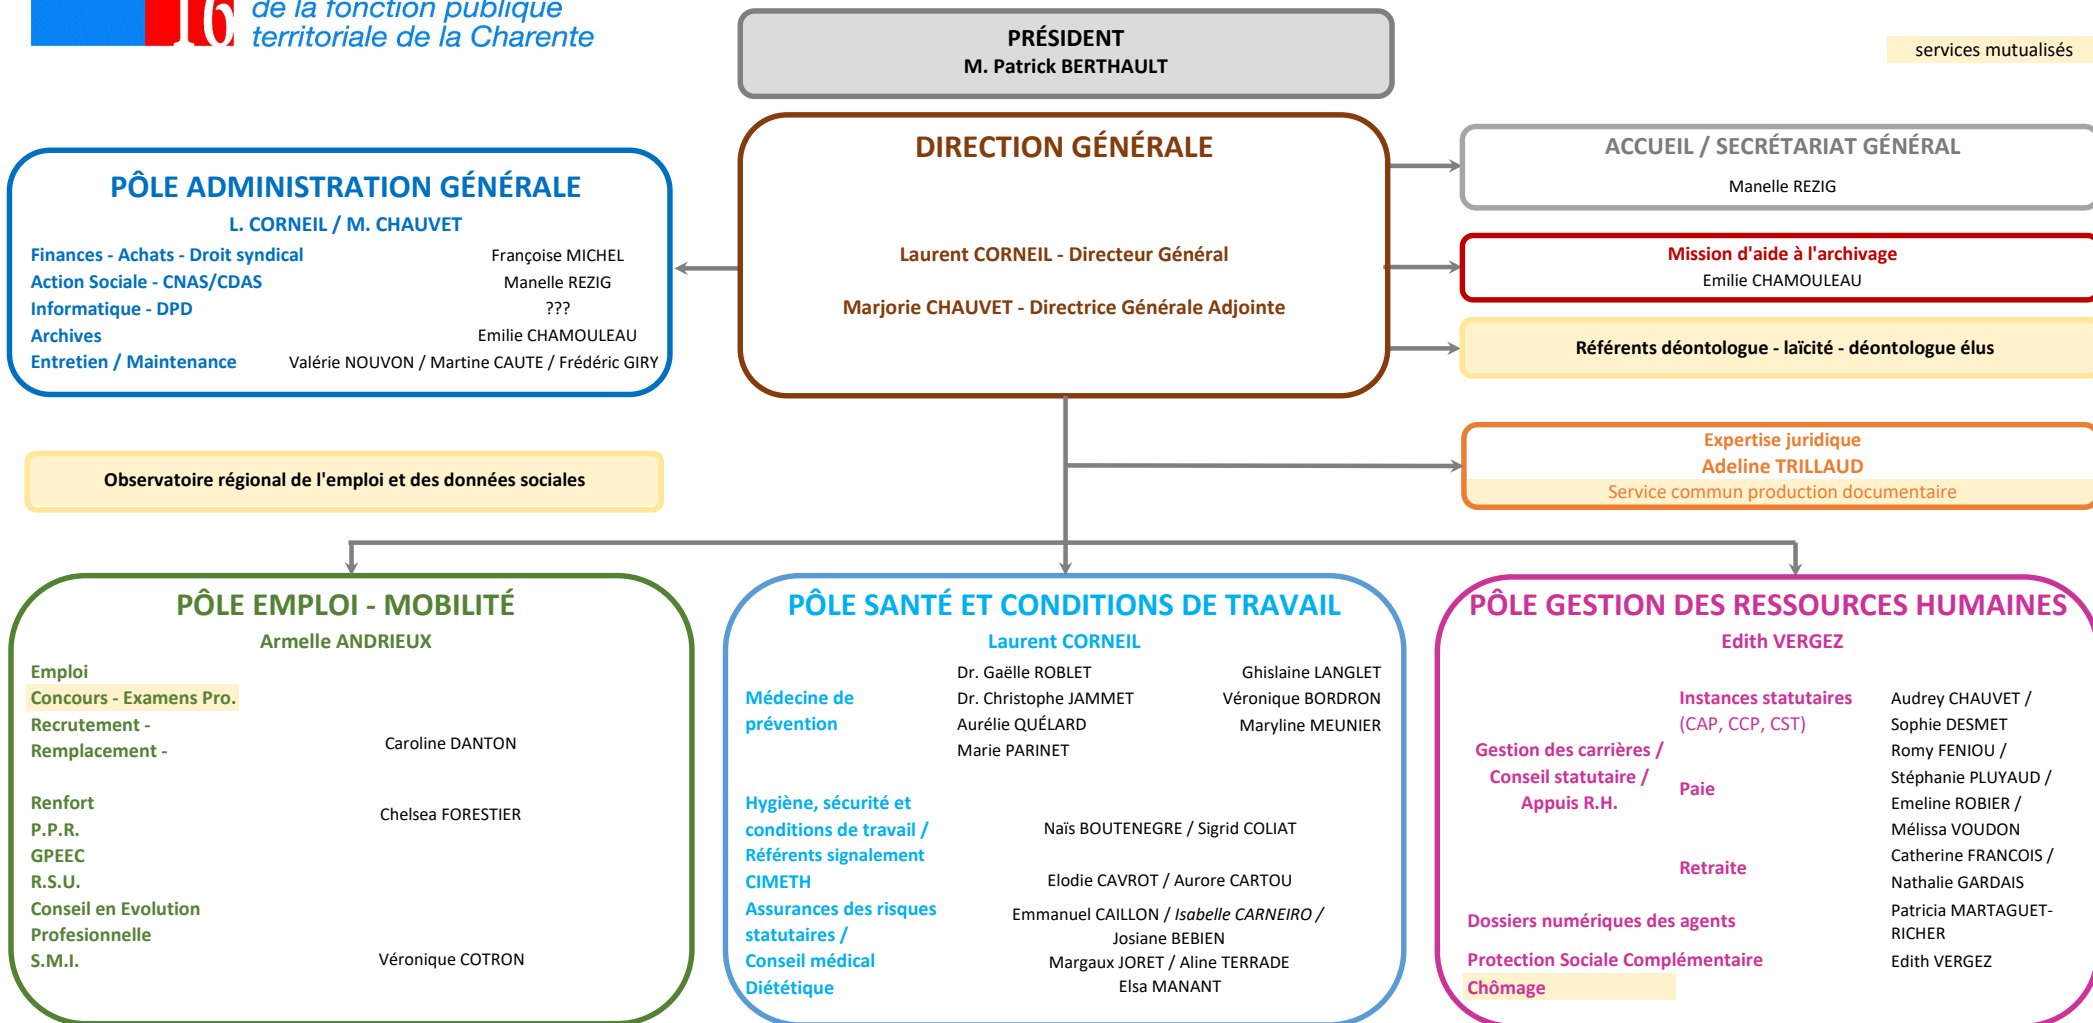 16
de la fonction publique
territoriale de la Charente
PRÉSIDENT
M. Patrick BERTHAULT
services mutualisés
PÔLE ADMINISTRATION GÉNÉRALE
L. CORNEIL / M. CHAUVET
Finances - Achats - Droit syndical Françoise MICHEL
Action Sociale - CNAS/CDAS Manelle REZIG
Informatique - DPD ???
Archives Emilie CHAMOULEAU
Entretien / Maintenance Valérie NOUVON / Martine CAUTE / Frédéric GIRY
DIRECTION GÉNÉRALE
Laurent CORNEIL - Directeur Général
Marjorie CHAUVET - Directrice Générale Adjointe
ACCUEIL / SECRÉTARIAT GÉNÉRAL
Manelle REZIG
Mission d'aide à l'archivage
Emilie CHAMOULEAU
Référents déontologue - laïcité - déontologue élus
Expertise juridique
Adeline TRILLAUD
Service commun production documentaire
Observatoire régional de l'emploi et des données sociales
PÔLE EMPLOI - MOBILITÉ
Armelle ANDRIEUX
Emploi
Concours - Examens Pro.
Recrutement -
Remplacement -
Caroline DANTON
Renfort
Chelsea FORESTIER
P.P.R.
GPEEC
R.S.U.
Conseil en Evolution
Profesionnelle
S.M.I. Véronique COTRON
PÔLE SANTÉ ET CONDITIONS DE TRAVAIL
Laurent CORNEIL
Dr. Gaëlle ROBLET Ghislaine LANGLET
Médecine de Dr. Christophe JAMMET Véronique BORDRON
prévention Aurélie QUÉLARD Maryline MEUNIER
Marie PARINET
Hygiène, sécurité et
conditions de travail / Naïs BOUTENEGRE / Sigrid COLIAT
Référents signalement
CIMETH Elodie CAVROT / Aurore CARTOU
Assurances des risques Emmanuel CAILLON / Isabelle CARNEIRO /
statutaires / Josiane BEBIEN
Conseil médical Margaux JORET / Aline TERRADE
Diététique Elsa MANANT
PÔLE GESTION DES RESSOURCES HUMAINES
Edith VERGEZ
Instances statutaires Audrey CHAUVET /
(CAP, CCP, CST) Sophie DESMET
Gestion des carrières / Romy FENIOU /
Conseil statutaire / Stéphanie PLUYAUD /
Paie
Appuis R.H. Emeline ROBIER /
Mélissa VOUDON
Catherine FRANCOIS /
Retraite
Nathalie GARDAIS
Dossiers numériques des agents Patricia MARTAGUET-
RICHER
Protection Sociale Complémentaire Edith VERGEZ
Chômage